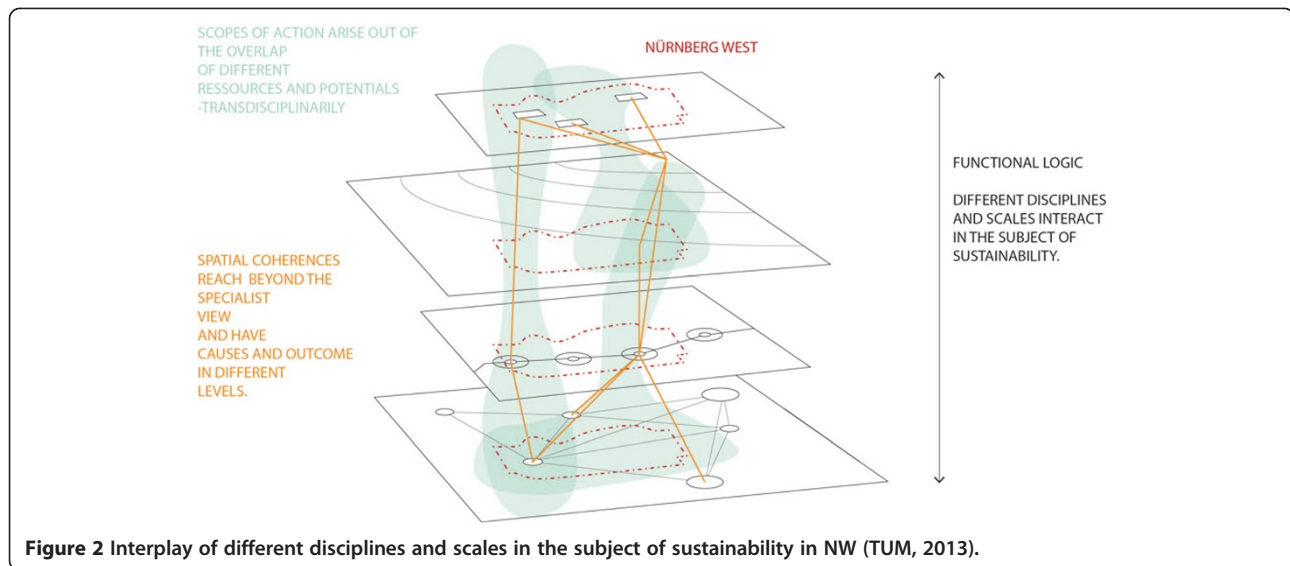 SCOPES OF ACTION ARISE OUT OF
THE OVERLAP
OF DIFFERENT
RESSOURCES AND POTENTIALS
-TRANSDISCIPLINARILY
NÜRNBERG WEST
FUNCTIONAL LOGIC
DIFFERENT DISCIPLINES
AND SCALES INTERACT
IN THE SUBJECT OF
SUSTAINABILITY.
SPATIAL COHERENCES
REACH BEYOND THE
SPECIALIST
VIEW
AND HAVE
CAUSES AND OUTCOME
IN DIFFERENT
LEVELS.
Figure 2 Interplay of different disciplines and scales in the subject of sustainability in NW (TUM, 2013).